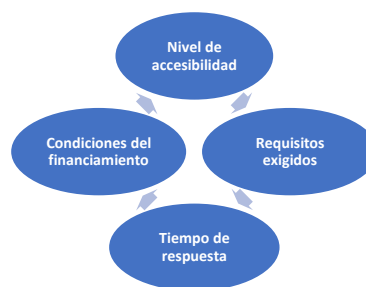 Nivel de
accesibilidad
Condiciones del
financiamiento
Requisitos
exigidos
Tiempo de
respuesta